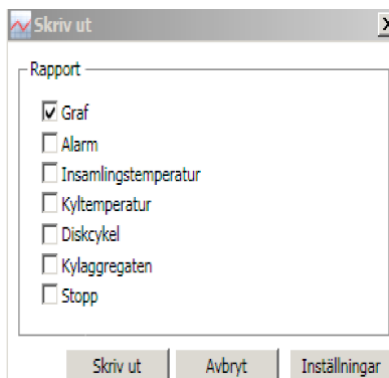 Skriv ut
Rapport
Graf
Alarm
Insamlingstemperatur
Kyltemperatur
Diskcykel
Kylaggregaten
Stopp
Skriv ut Avbryt Inställningar